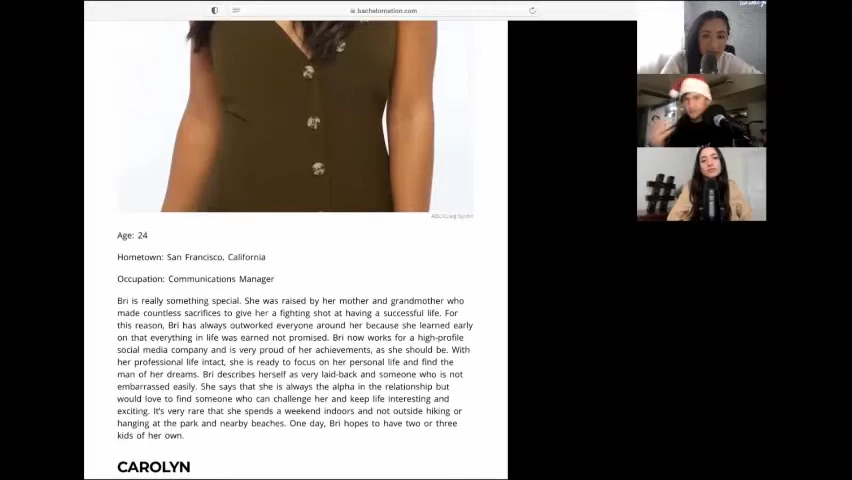 bachelornation.com
Age: 24
Hometown: San Francisco, California
Occupation: Communications Manager
Bri is really something special. She was raised by her mother and grandmother who
made countless sacrifices to give her a fighting shot at having a successful life. For
this reason, Bri has always outworked everyone around her because she learned early
on that everything in life was earned not promised. Bri now works for a high-profile
social media company and is very proud of her achievements, as she should be. With
her professional life intact, she is ready to focus on her personal life and find the
man of her dreams. Bri describes herself as very laid-back and someone who is not
embarrassed easily. She says that she is always the alpha in the relationship but
would love to find someone who can challenge her and keep life interesting and
exciting. It's very rare that she spends a weekend indoors and not outside hiking or
hanging at the park and nearby beaches. One day, Bri hopes to have two or three
kids of her own.
CAROLYN